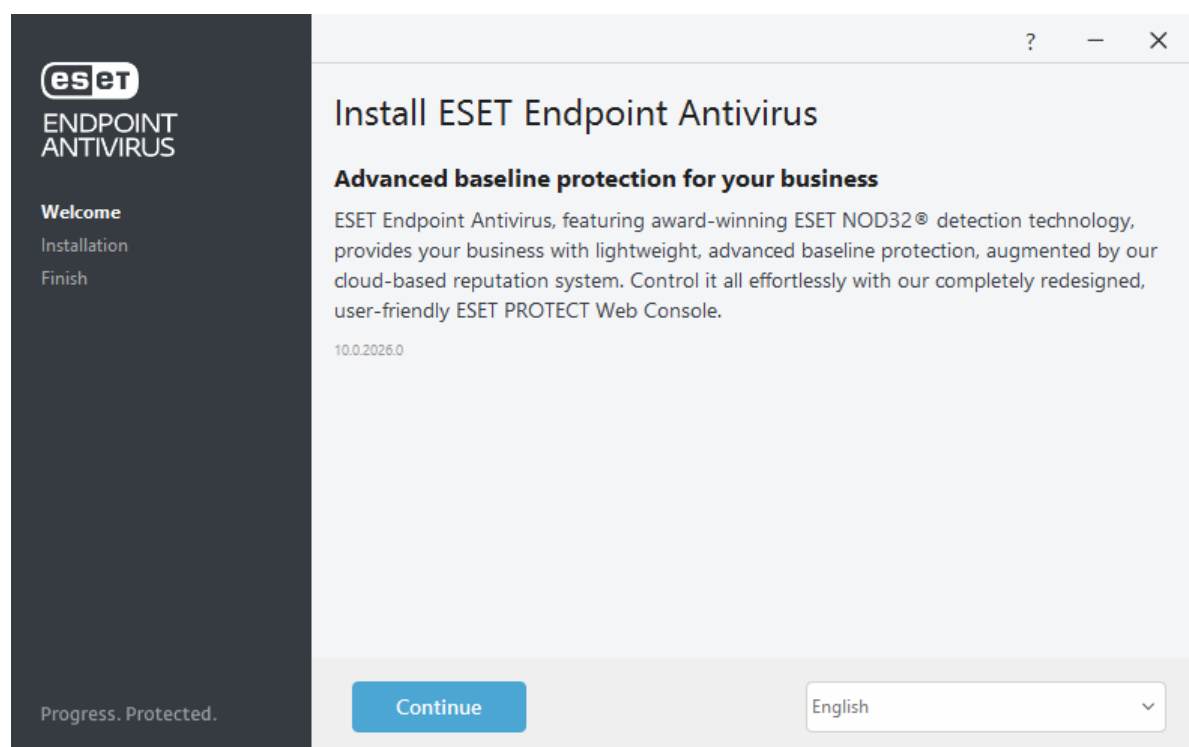 eset
ENDPOINT
ANTIVIRUS
Welcome
Installation
Finish
Progress. Protected.
?
Install ESET Endpoint Antivirus
Advanced baseline protection for your business
ESET Endpoint Antivirus, featuring award-winning ESET NOD32® detection technology,
provides your business with lightweight, advanced baseline protection, augmented by our
cloud-based reputation system. Control it all effortlessly with our completely redesigned,
user-friendly ESET PROTECT Web Console.
10.0.2026.0
Continue
English